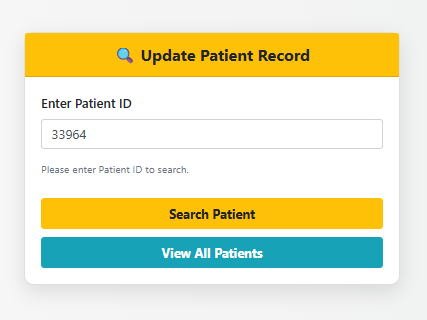 Update Patient Record
Enter Patient ID
33964
Please enter Patient ID to search.
Search Patient
View All Patients